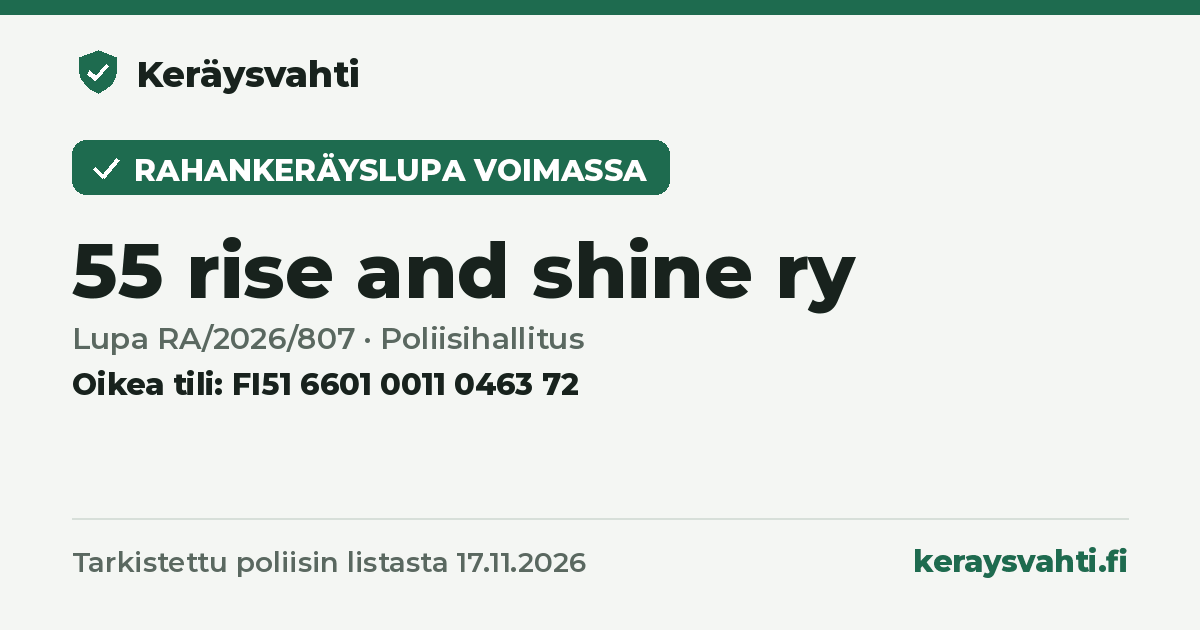 Keräysvahti
RAHANKERÄYSLUPA VOIMASSA
55 rise and shine ry
Lupa RA/2026/807 · Poliisihallitus
Oikea tili: FI51 6601 0011 0463 72
Tarkistettu poliisin listasta 17.11.2026
keraysvahti.fi